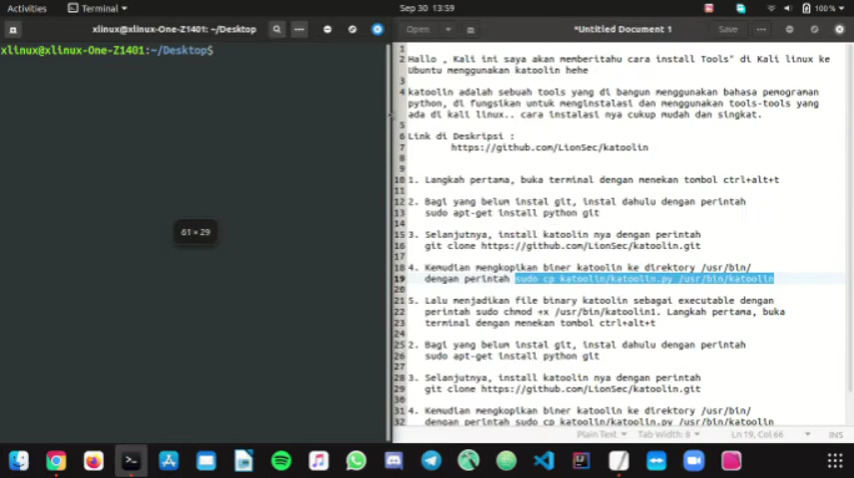 Activities
Terminal
Sep 30 13:59
100%
xlinux@xlinux-One-Z1401: ~/Desktop
Open
*Untitled Document 1
Save
xlinux@xlinux-One-Z1401:~/Desktop$
61 × 29
1
2 Hallo , Kali ini saya akan memberitahu cara install Tools" di Kali linux ke
Ubuntu menggunakan katoolin hehe
3
4 katoolin adalah sebuah tools yang di bangun menggunakan bahasa pemograman
python, di fungsikan untuk menginstalasi dan menggunakan tools-tools yang
ada di kali linux.. cara instalasi nya cukup mudah dan singkat.
5
6 Link di Deskripsi :
7 https://github.com/LionSec/katoolin
8
9
10 1. Langkah pertama, buka terminal dengan menekan tombol ctrl+alt+t
11
12 2. Bagi yang belum instal git, instal dahulu dengan perintah
13 sudo apt-get install python git
14
15 3. Selanjutnya, install katoolin nya dengan perintah
16 git clone https://github.com/LionSec/katoolin.git
17
18 4. Kemudian mengkopikan biner katoolin ke direktory /usr/bin/
19 dengan perintah sudo cp katoolin/katoolin.py /usr/bin/katoolin
20
21 5. Lalu menjadikan file binary katoolin sebagai executable dengan
22 perintah sudo chmod +x /usr/bin/katoolin1. Langkah pertama, buka
23 terminal dengan menekan tombol ctrl+alt+t
24
25 2. Bagi yang belum instal git, instal dahulu dengan perintah
26 sudo apt-get install python git
27
28 3. Selanjutnya, install katoolin nya dengan perintah
29 git clone https://github.com/LionSec/katoolin.git
30
31 4. Kemudian mengkopikan biner katoolin ke direktory /usr/bin/
32 dengan perintah sudo cp katoolin/katoolin.py /usr/bin/katoolin
Plain Text
Tab Width: 8
Ln 19, Col 66
INS